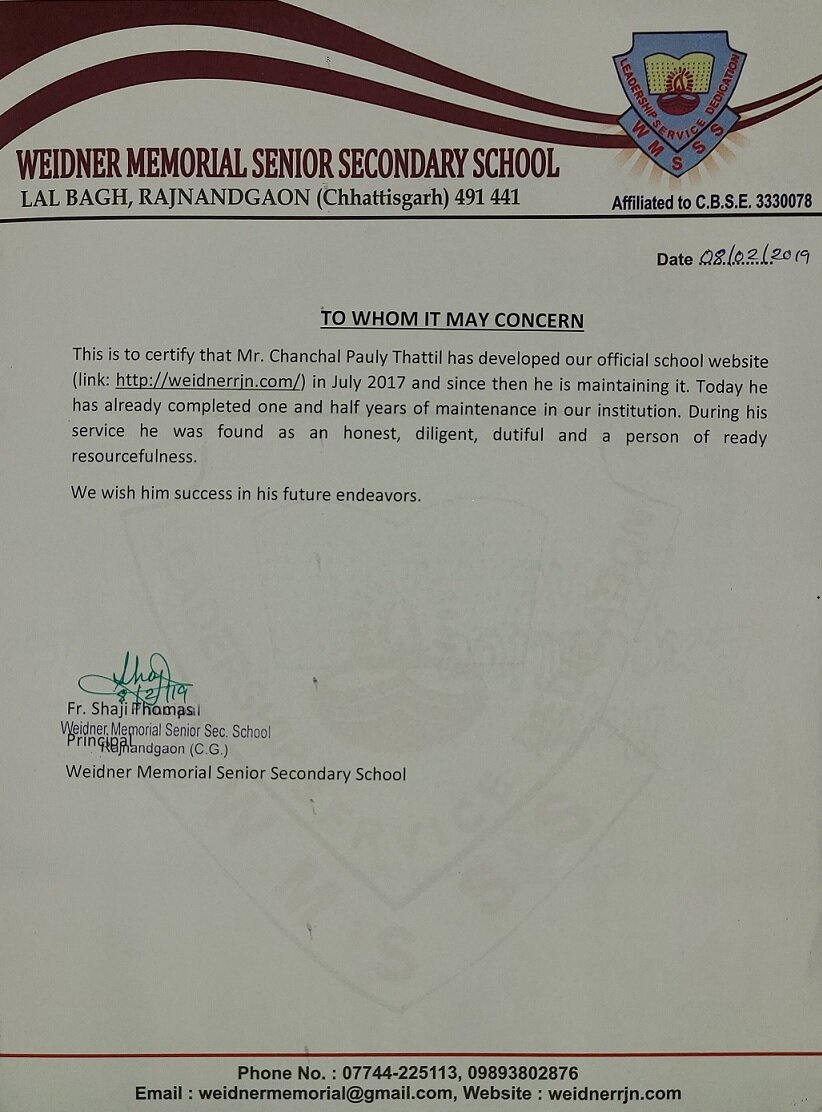 LEADERSHIP SERVICE DEDICATION
W M S S S
WEIDNER MEMORIAL SENIOR SECONDARY SCHOOL
LAL BAGH, RAJNANDGAON (Chhattisgarh) 491 441
Affiliated to C.B.S.E. 3330078
Date 08/02/2019
TO WHOM IT MAY CONCERN
This is to certify that Mr. Chanchal Pauly Thattil has developed our official school website
(link: http://weidnerrjn.com/) in July 2017 and since then he is maintaining it. Today he
has already completed one and half years of maintenance in our institution. During his
service he was found as an honest, diligent, dutiful and a person of ready
resourcefulness.
We wish him success in his future endeavors.
Shaji
8/2/19
Fr. Shaji Thomas
Principal
Weidner Memorial Senior Sec. School
Principal
Rajnandgaon (C.G.)
Weidner Memorial Senior Secondary School
LEADERSHIP SERVICE DEDICATION
W M S S S
Phone No. : 07744-225113, 09893802876
Email : weidnermemorial@gmail.com, Website : weidnerrjn.com